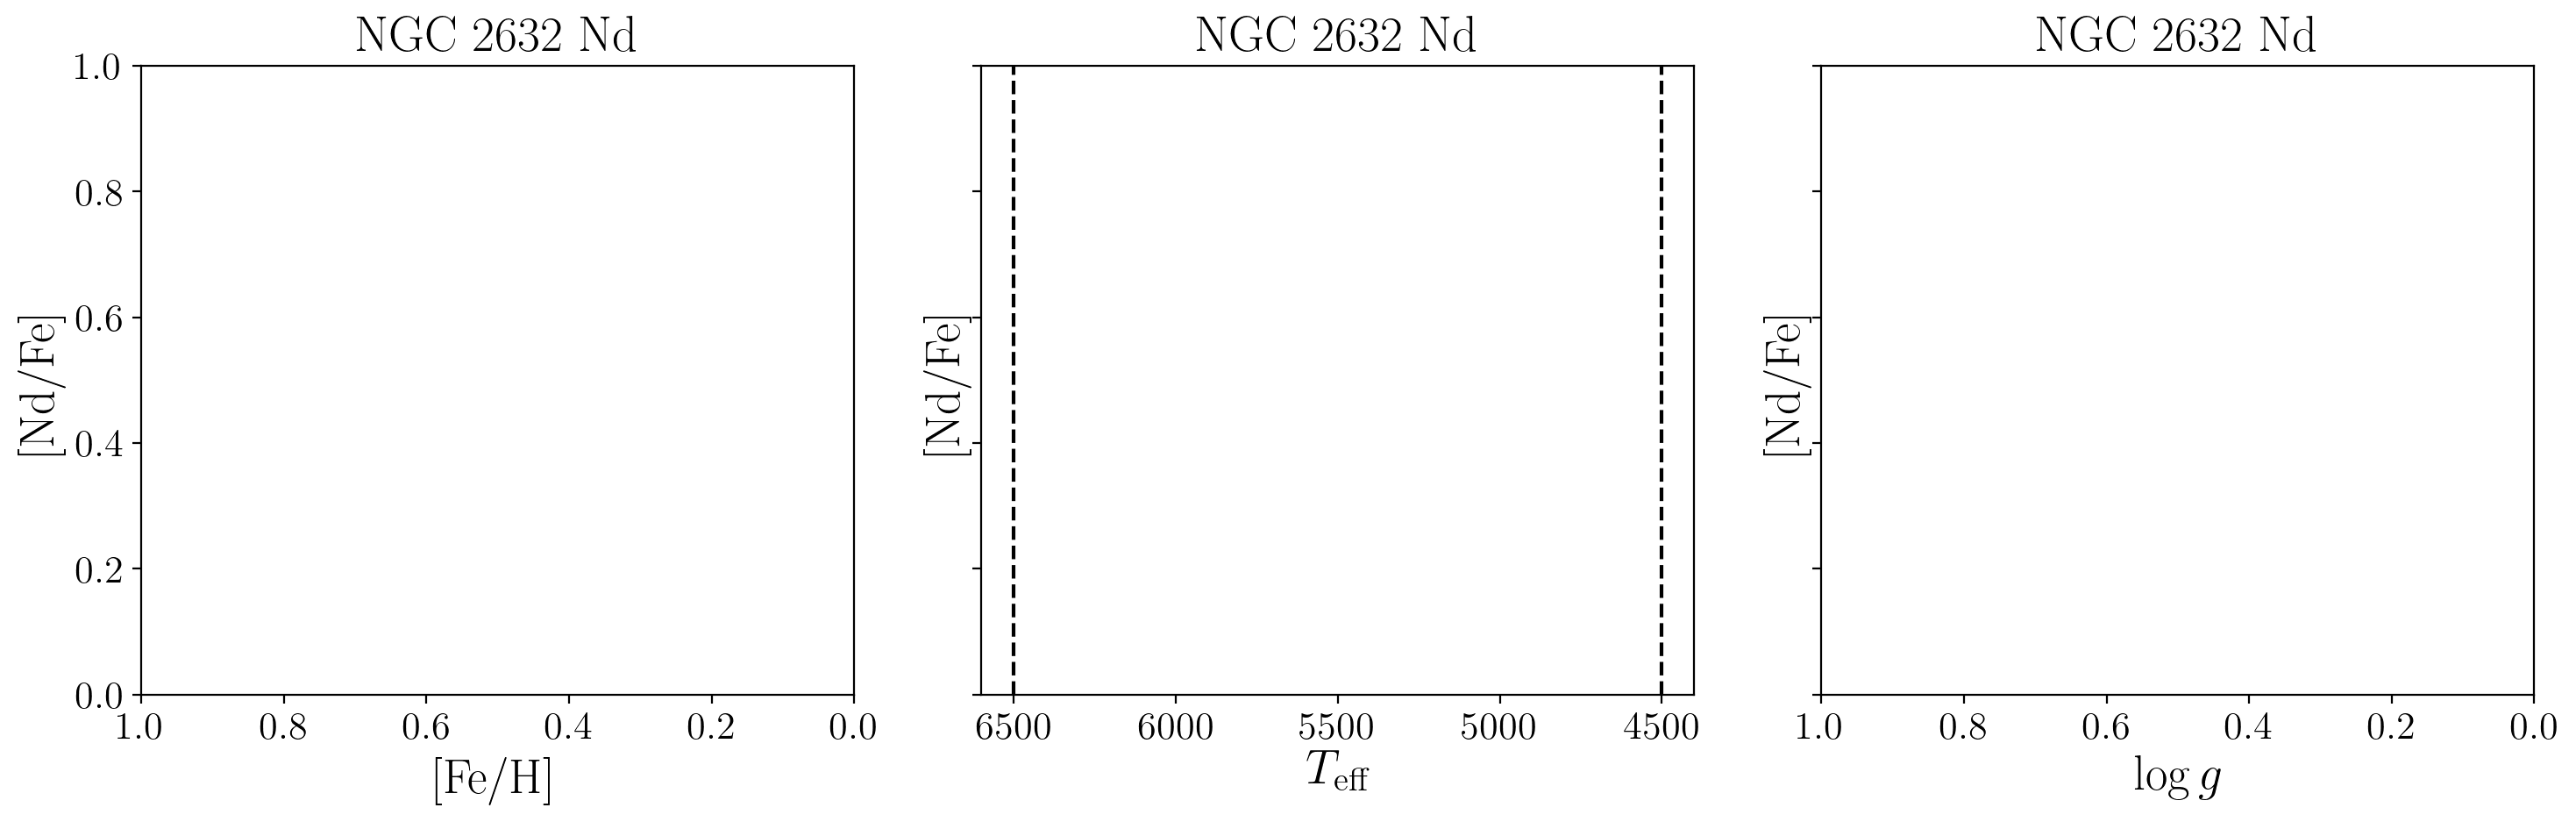 NGC 2632 Nd
[Nd/Fe]
1.0
0.8
0.6
0.4
0.2
0.0
1.0 0.8 0.6 0.4 0.2 0.0
[Fe/H]
NGC 2632 Nd
[Nd/Fe]
6500 6000 5500 5000 4500
T_eff
NGC 2632 Nd
[Nd/Fe]
1.0 0.8 0.6 0.4 0.2 0.0
log g